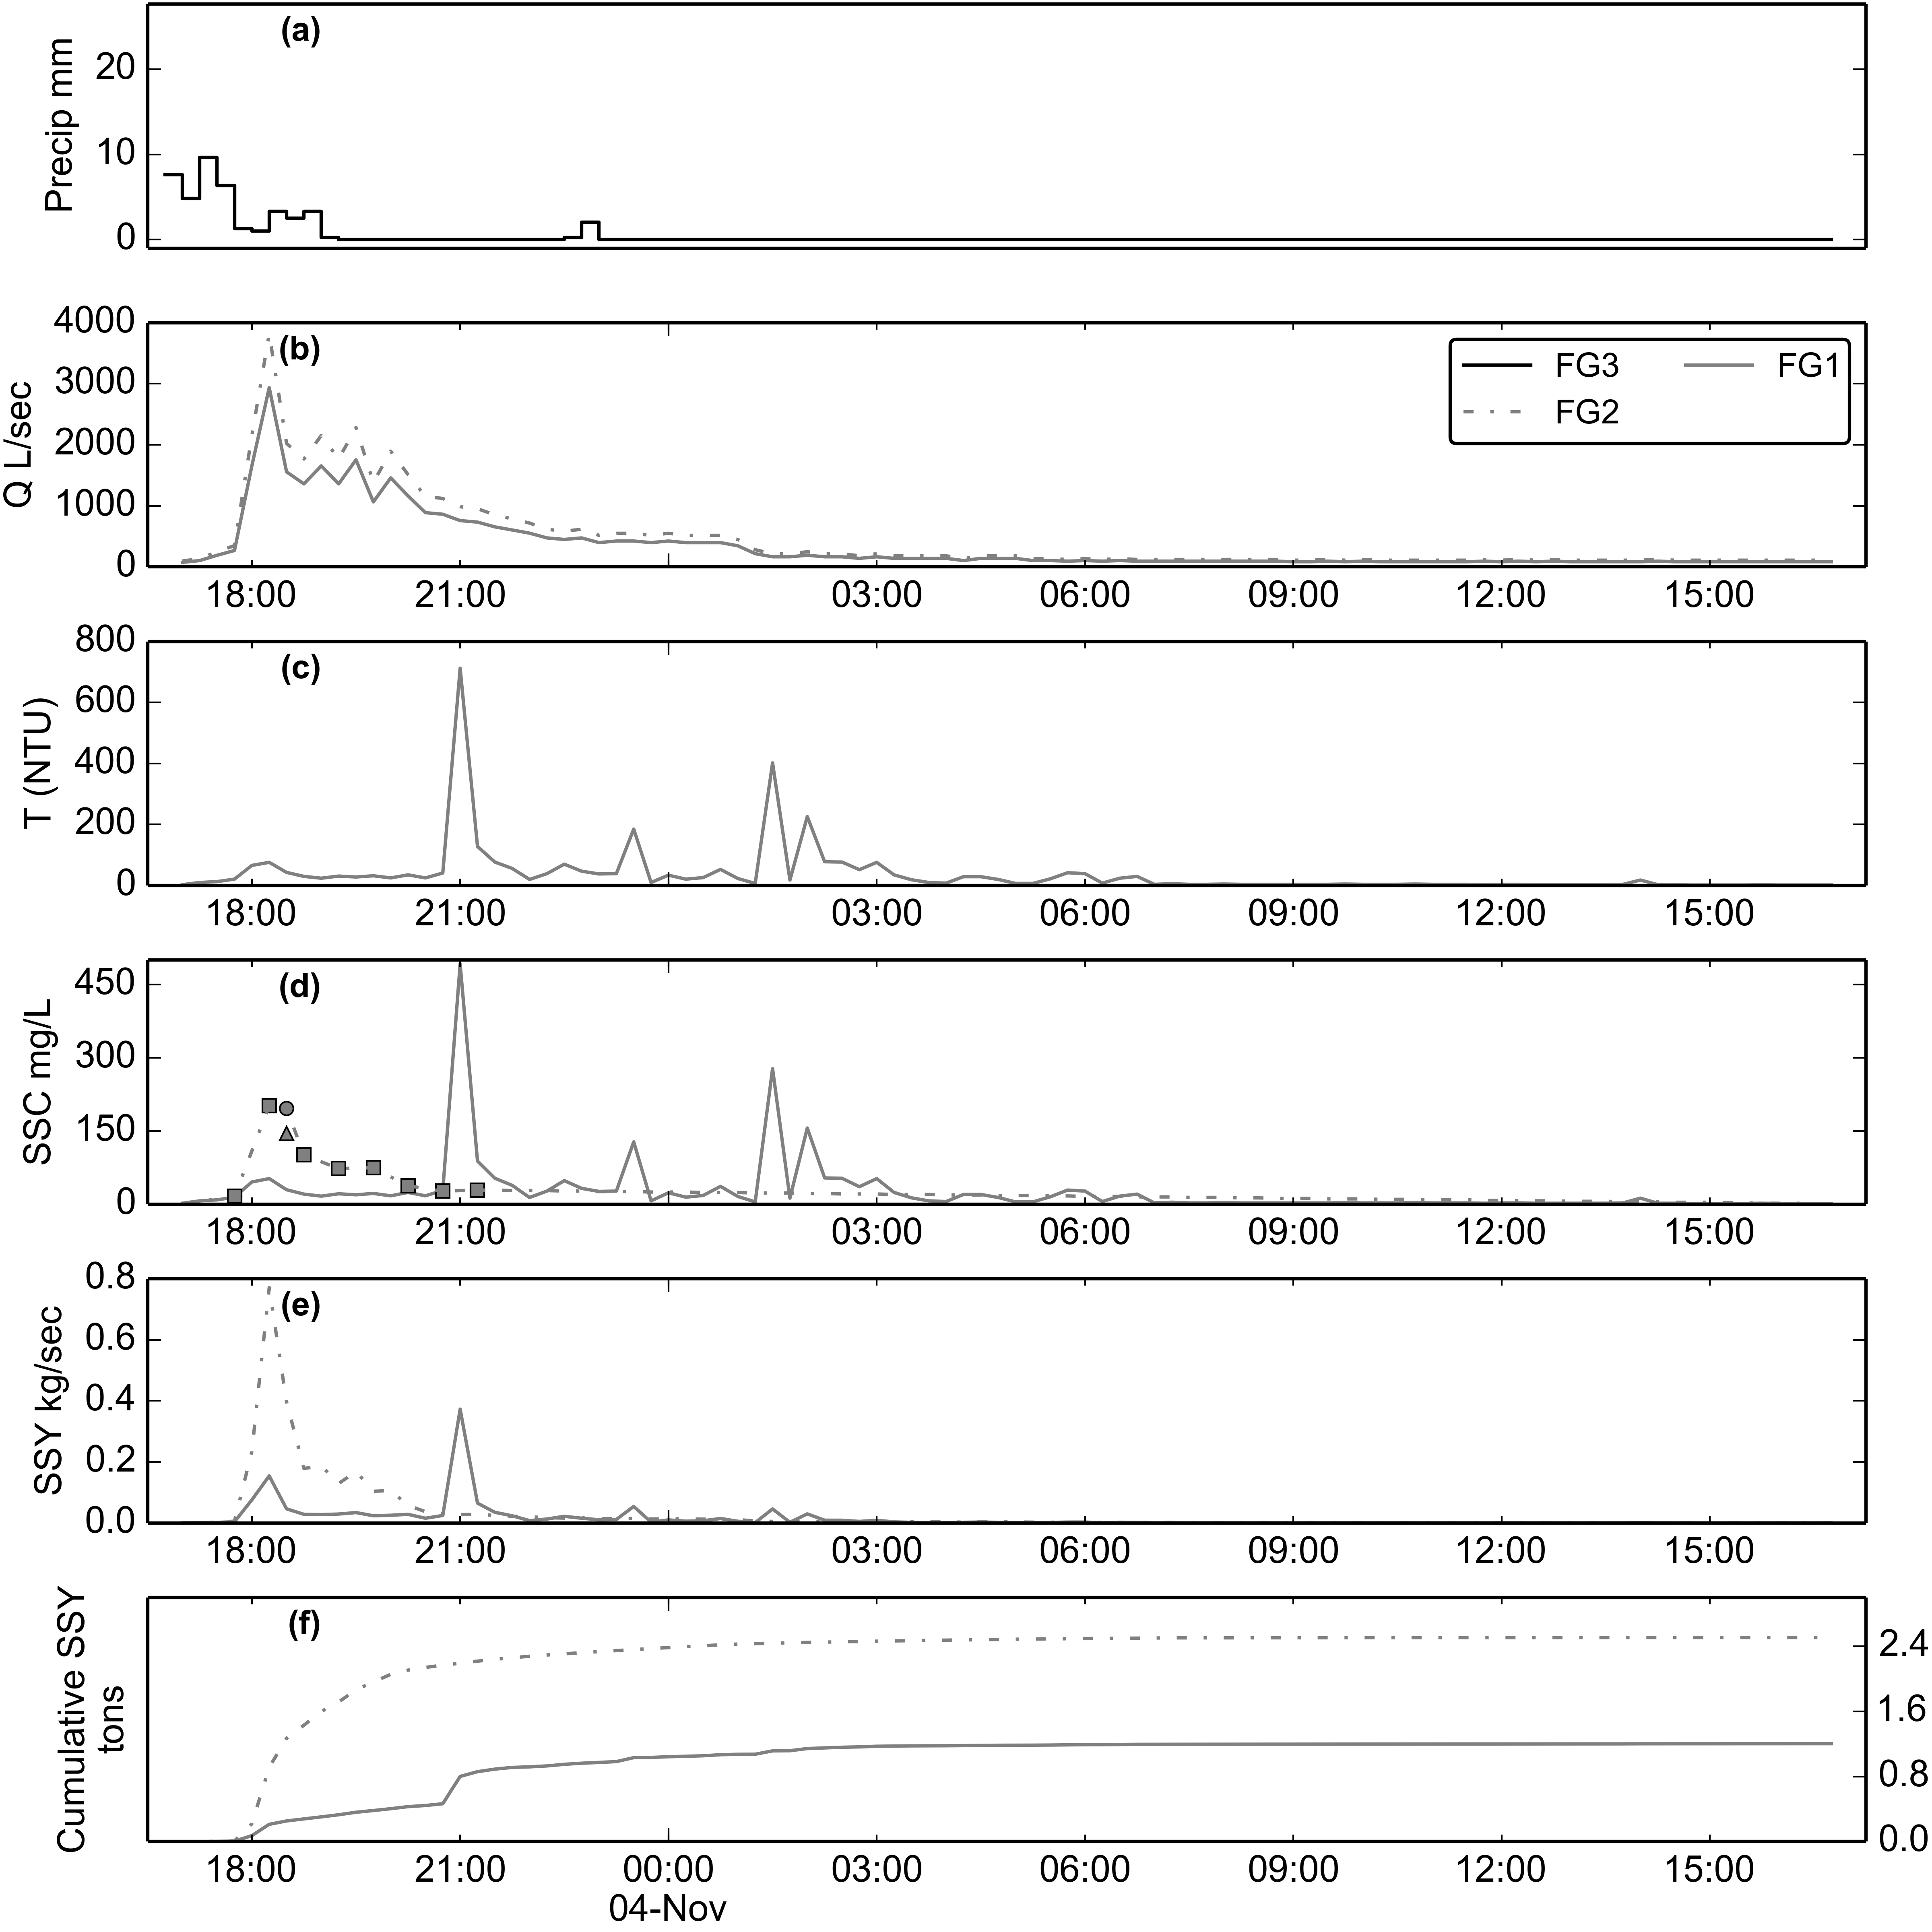 (a)
Precip mm
20
10
0
(b)
Q L/sec
4000
3000
2000
1000
0
FG3 FG1
FG2
18:00 21:00 03:00 06:00 09:00 12:00 15:00
(c)
T (NTU)
800
600
400
200
0
18:00 21:00 03:00 06:00 09:00 12:00 15:00
(d)
SSC mg/L
450
300
150
0
18:00 21:00 03:00 06:00 09:00 12:00 15:00
(e)
SSY kg/sec
0.8
0.6
0.4
0.2
0.0
18:00 21:00 03:00 06:00 09:00 12:00 15:00
(f)
Cumulative SSY
tons
2.4
1.6
0.8
0.0
18:00 21:00 00:00 03:00 06:00 09:00 12:00 15:00
04-Nov